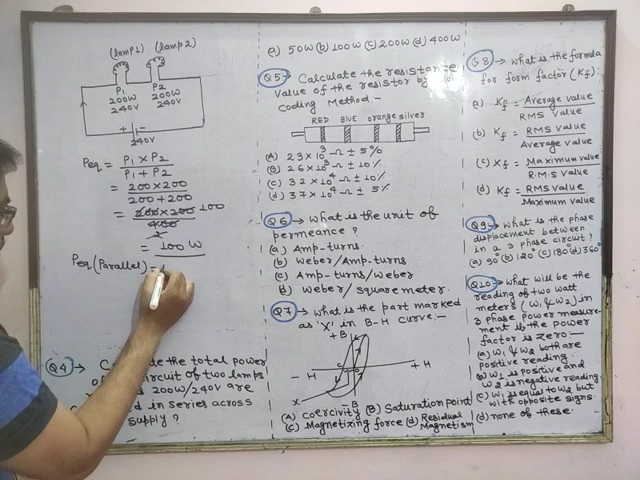 (lamp1) (lamp2)
P1 P2
200W 200W
240V 240V
+ -
240V
Peq = P1 × P2
P1 + P2
= 200×200
200+200
= 200×200 100
400
2
= 100 W
Peq (Parallel) =
Q4 → the total power
circuit of two lamps
200W/240V are
in series across
supply?
a) 50W (b) 100W (c) 200W (d) 400W
Q5 → Calculate the resistance
value of the resistor by
coding Method:-
RED BLUE orange silver
(A) 23×10³ Ω ± 5%
(B) 26×10³ Ω ± 10%
(c) 32×10⁴ Ω ± 10%
(d) 37×10⁴ Ω ± 5%
Q6 → what is the unit of
permeance?
(a) Amp-turns
(b) Weber/Amp-turns
(c) Amp-turns/Weber
Weber/square meter.
Q7 → what is the part marked
as 'X' in B-H curve:-
+B
- H + H
X -B
(A) coercivity (B) Saturation point
(c) Magnetizing force (d) Residual
Magnetism
Q8 → what is the formula
for form factor (Kf):
(a) Kf = Average value
RMS value
(b) Kf = RMS value
Average value
(c) Kf = Maximum value
R.M.S value
(d) Kf = RMS value
Maximum value
Q9 → what is the phase
displacement between
in a 3 phase circuit?
(a) 90° (b) 120° (c) 180° (d) 360°
Q10 → what will be the
reading of two watt
meters (W1 & W2) in
3 phase power measure-
ment if the power
factor is zero:-
(a) W1 & W2 both are
positive reading.
(b) W1 is positive and
W2 is negative reading
(c) W1 is equal to W2 but
with opposite signs.
(d) none of these.